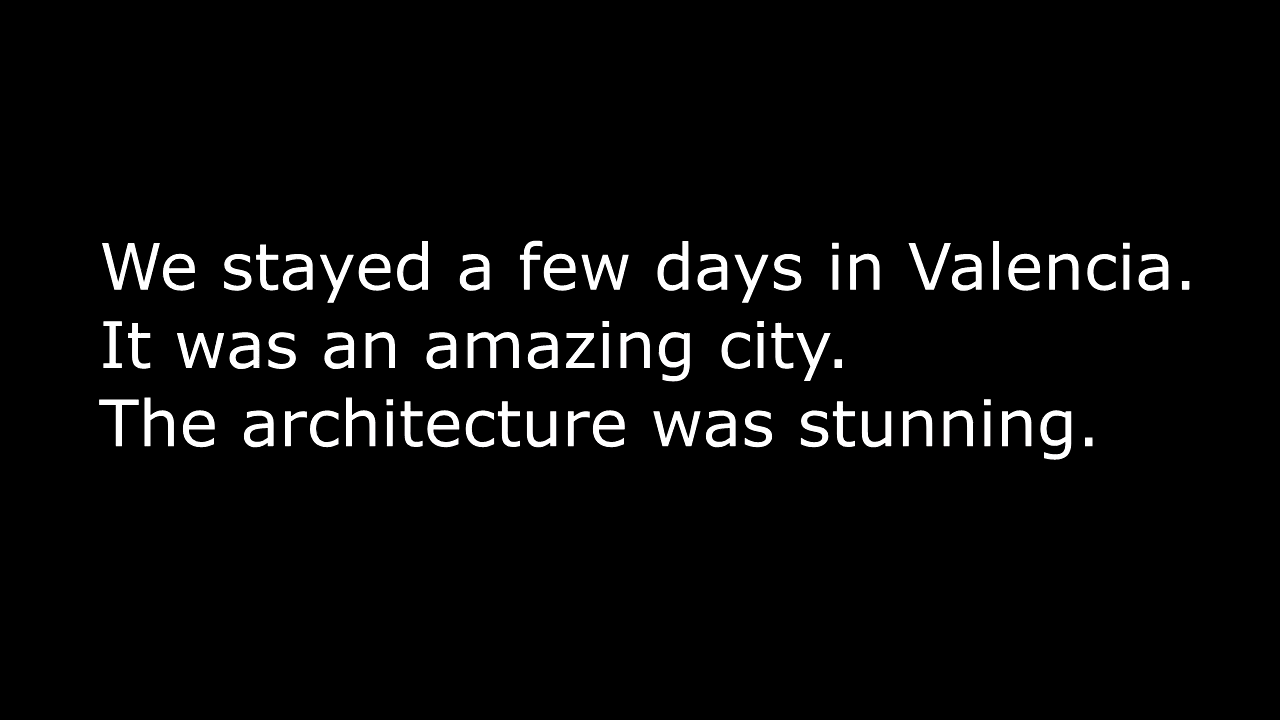 We stayed a few days in Valencia.
It was an amazing city.
The architecture was stunning.